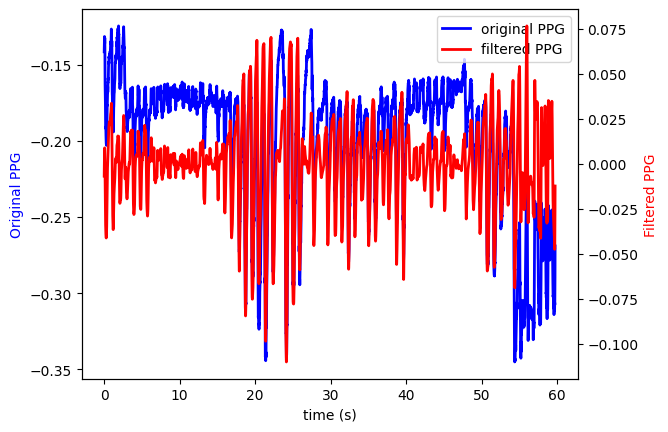 original PPG
filtered PPG
Original PPG
−0.15
−0.20
−0.25
−0.30
−0.35
0.075
0.050
0.025
0.000
−0.025
−0.050
−0.075
−0.100
Filtered PPG
0 10 20 30 40 50 60
time (s)